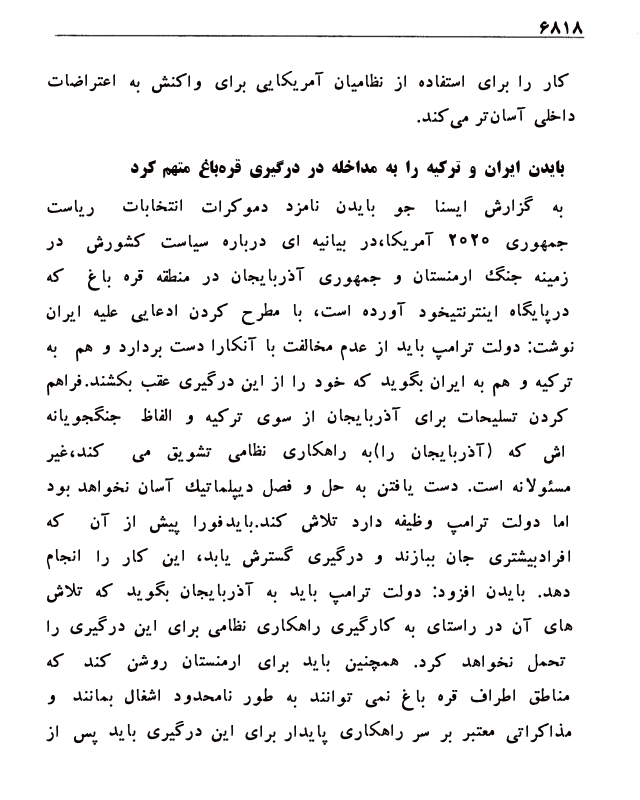 ۶۸۱۸
کار را برای استفاده از نظامیان آمریکایی برای واکنش به اعتراضات
داخلی آسان‌تر می‌کند.
بایدن ایران و ترکیه را به مداخله در درگیری قره‌باغ متهم کرد
به گزارش ایسنا جو بایدن نامزد دموکرات انتخابات ریاست
جمهوری ۲۰۲۰ آمریکا،در بیانیه ای درباره سیاست کشورش در
زمینه جنگ ارمنستان و جمهوری آذربایجان در منطقه قره باغ که
درپایگاه اینترنتیخود آورده است، با مطرح کردن ادعایی علیه ایران
نوشت: دولت ترامپ باید از عدم مخالفت با آنکارا دست بردارد و هم به
ترکیه و هم به ایران بگوید که خود را از این درگیری عقب بکشند.فراهم
کردن تسلیحات برای آذربایجان از سوی ترکیه و الفاظ جنگجویانه
اش که (آذربایجان را)به راهکاری نظامی تشویق می کند،غیر
مسئولانه است. دست یافتن به حل و فصل دیپلماتیك آسان نخواهد بود
اما دولت ترامپ وظیفه دارد تلاش کند.بایدفورا پیش از آن که
افرادبیشتری جان ببازند و درگیری گسترش یابد، این کار را انجام
دهد. بایدن افزود: دولت ترامپ باید به آذربایجان بگوید که تلاش
های آن در راستای به کارگیری راهکاری نظامی برای این درگیری را
تحمل نخواهد کرد. همچنین باید برای ارمنستان روشن کند که
مناطق اطراف قره باغ نمی توانند به طور نامحدود اشغال بمانند و
مذاکراتی معتبر بر سر راهکاری پایدار برای این درگیری باید پس از